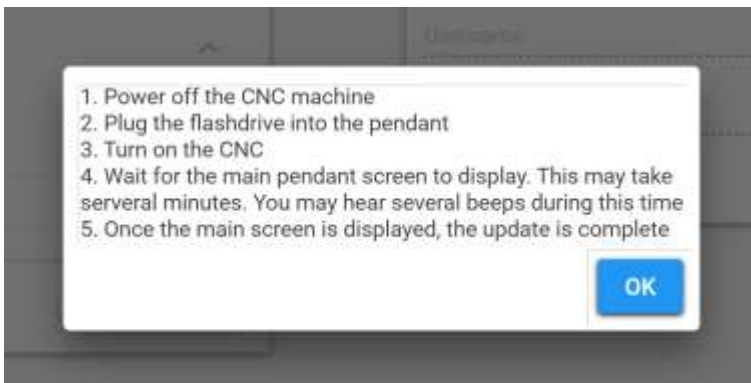 Username
1. Power off the CNC machine
2. Plug the flashdrive into the pendant
3. Turn on the CNC
4. Wait for the main pendant screen to display. This may take
serveral minutes. You may hear several beeps during this time
5. Once the main screen is displayed, the update is complete
OK